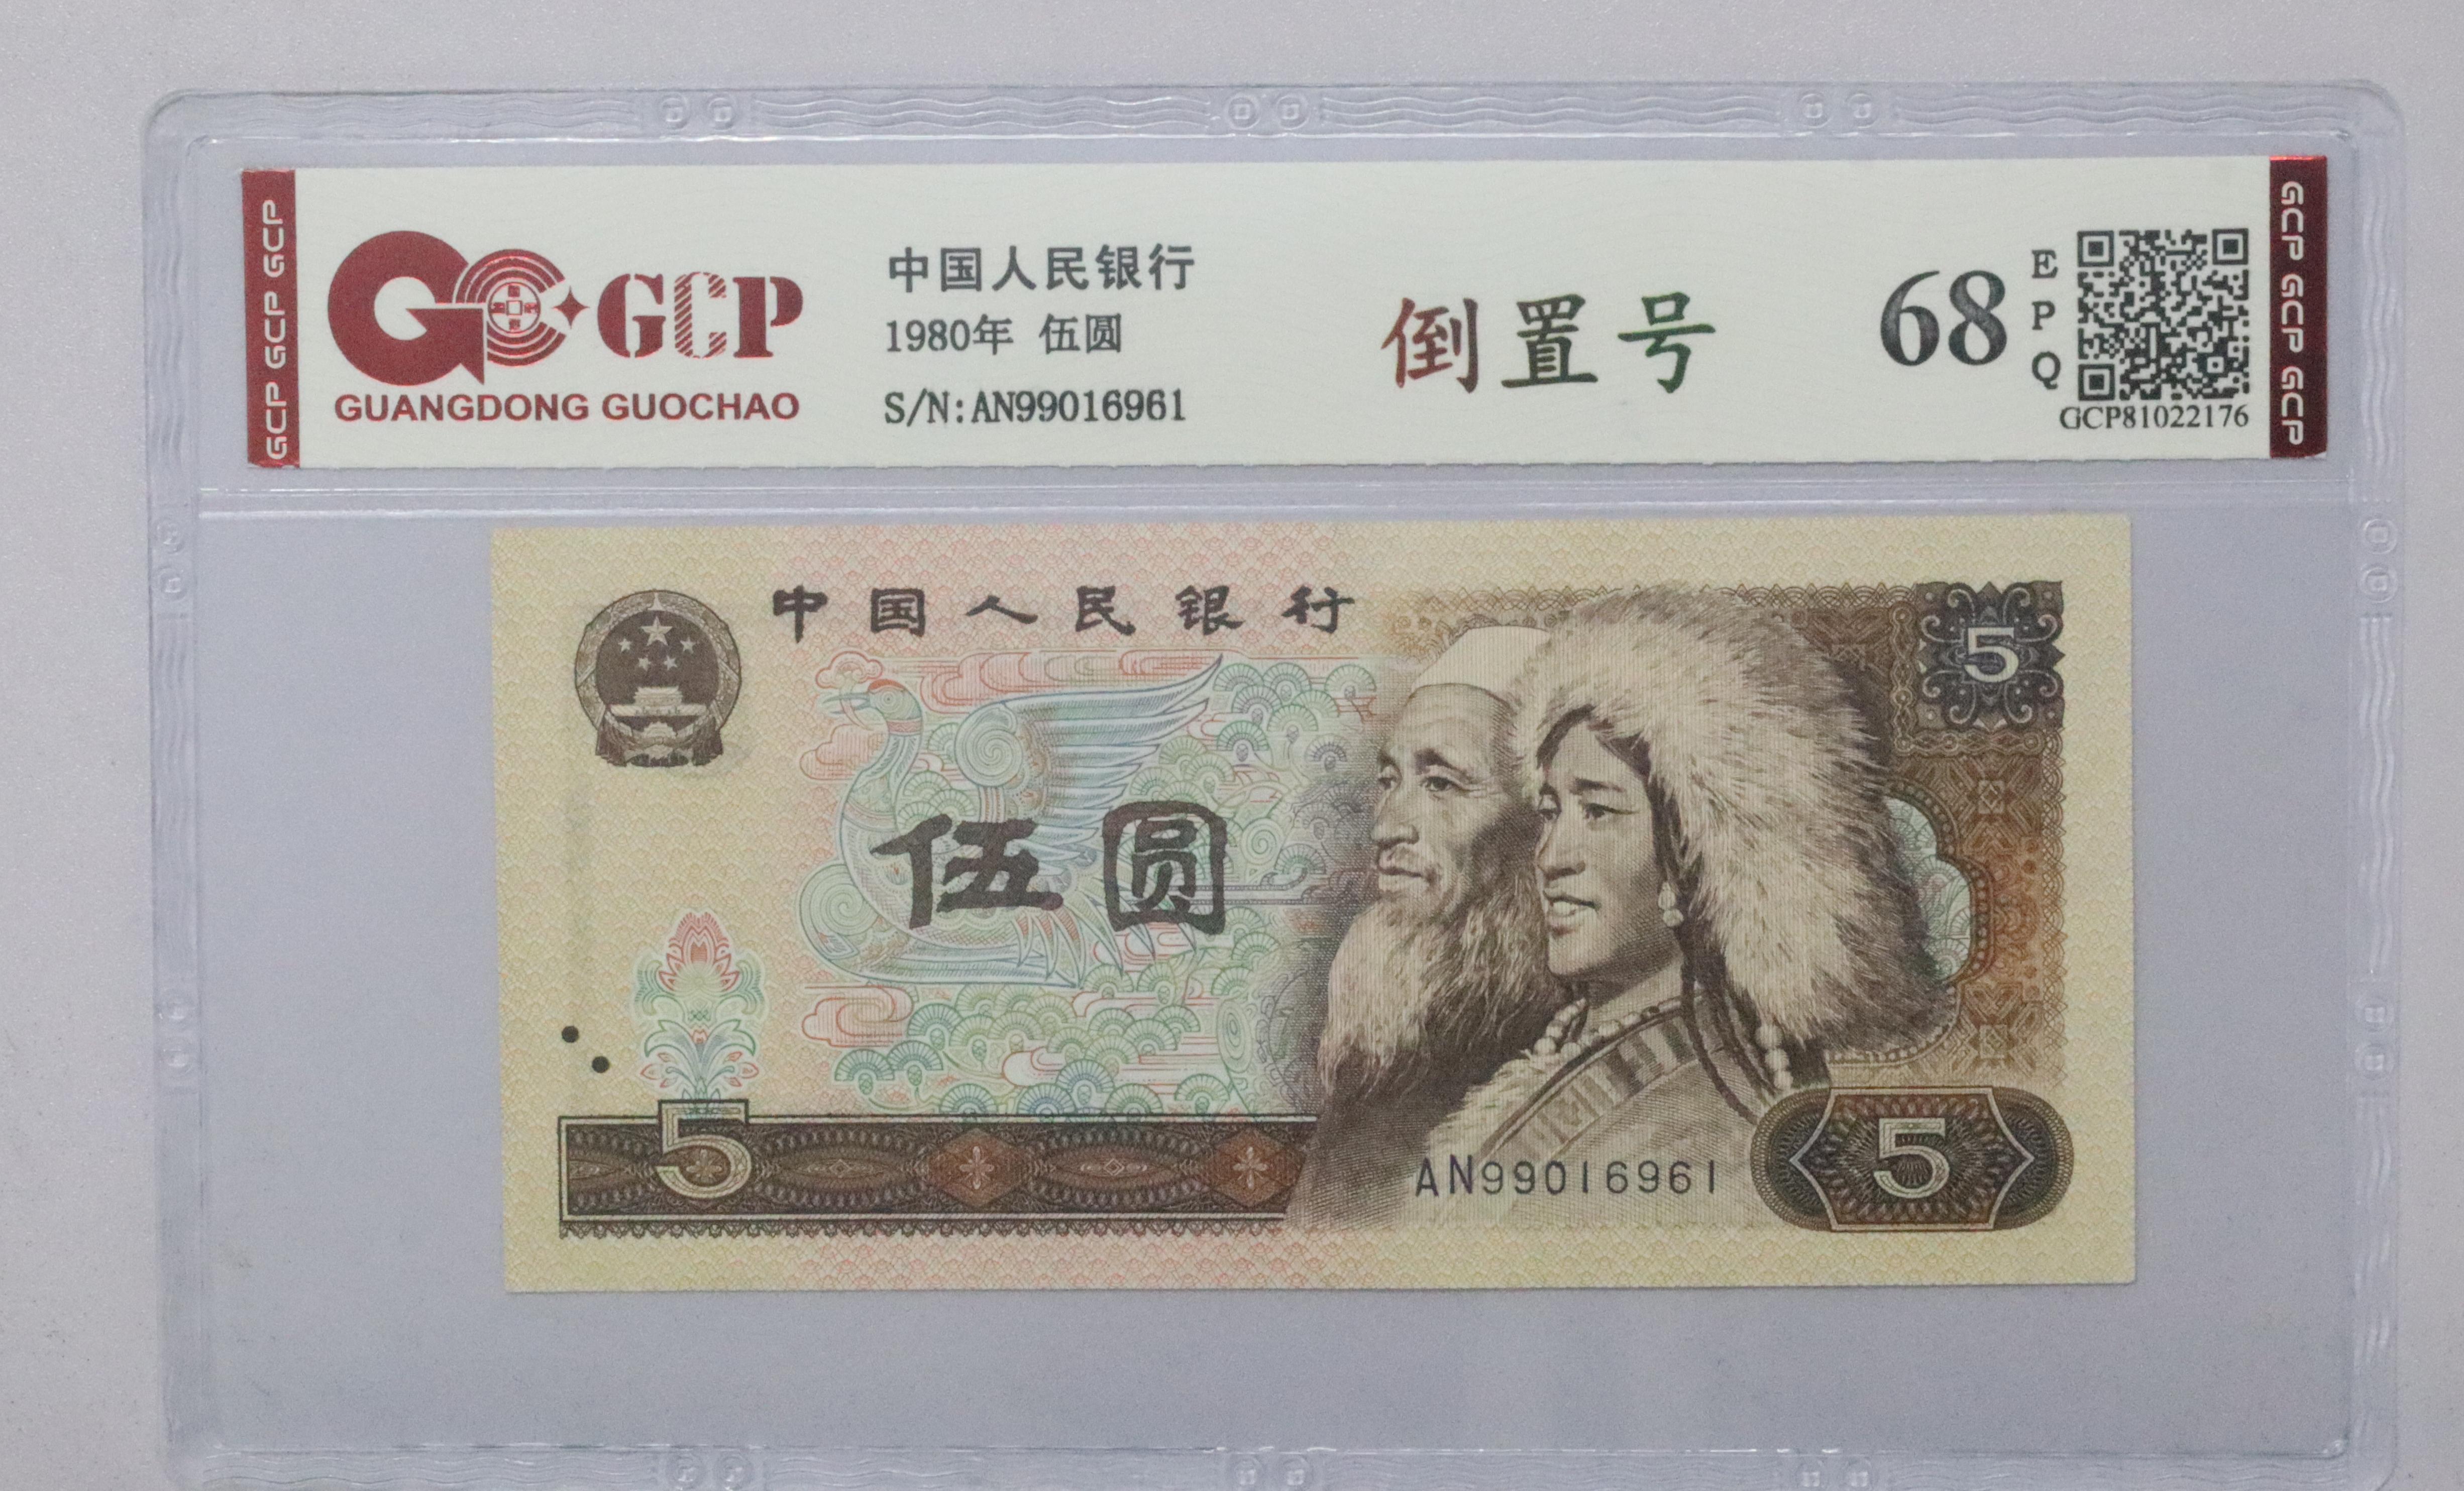 GCP GCP GCP
GCP
GUANGDONG GUOCHAO
中国人民银行
1980年 伍圆
S/N:AN99016961
倒置号
68
EPQ
GCP81022176
GCP GCP GCP
中国人民银行
5
伍圆
5
AN99016961
5